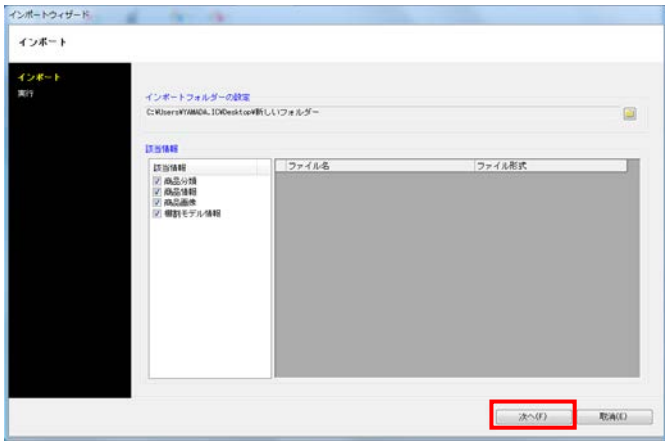 インポートウィザード
インポート
インポート
実行
インポートフォルダーの設定
C:¥Users¥YAMADA.IC¥Desktop¥新しいフォルダー
該当情報
該当情報
ファイル名
ファイル形式
商品分類
商品情報
商品画像
棚割モデル情報
次へ(F)
取消(C)